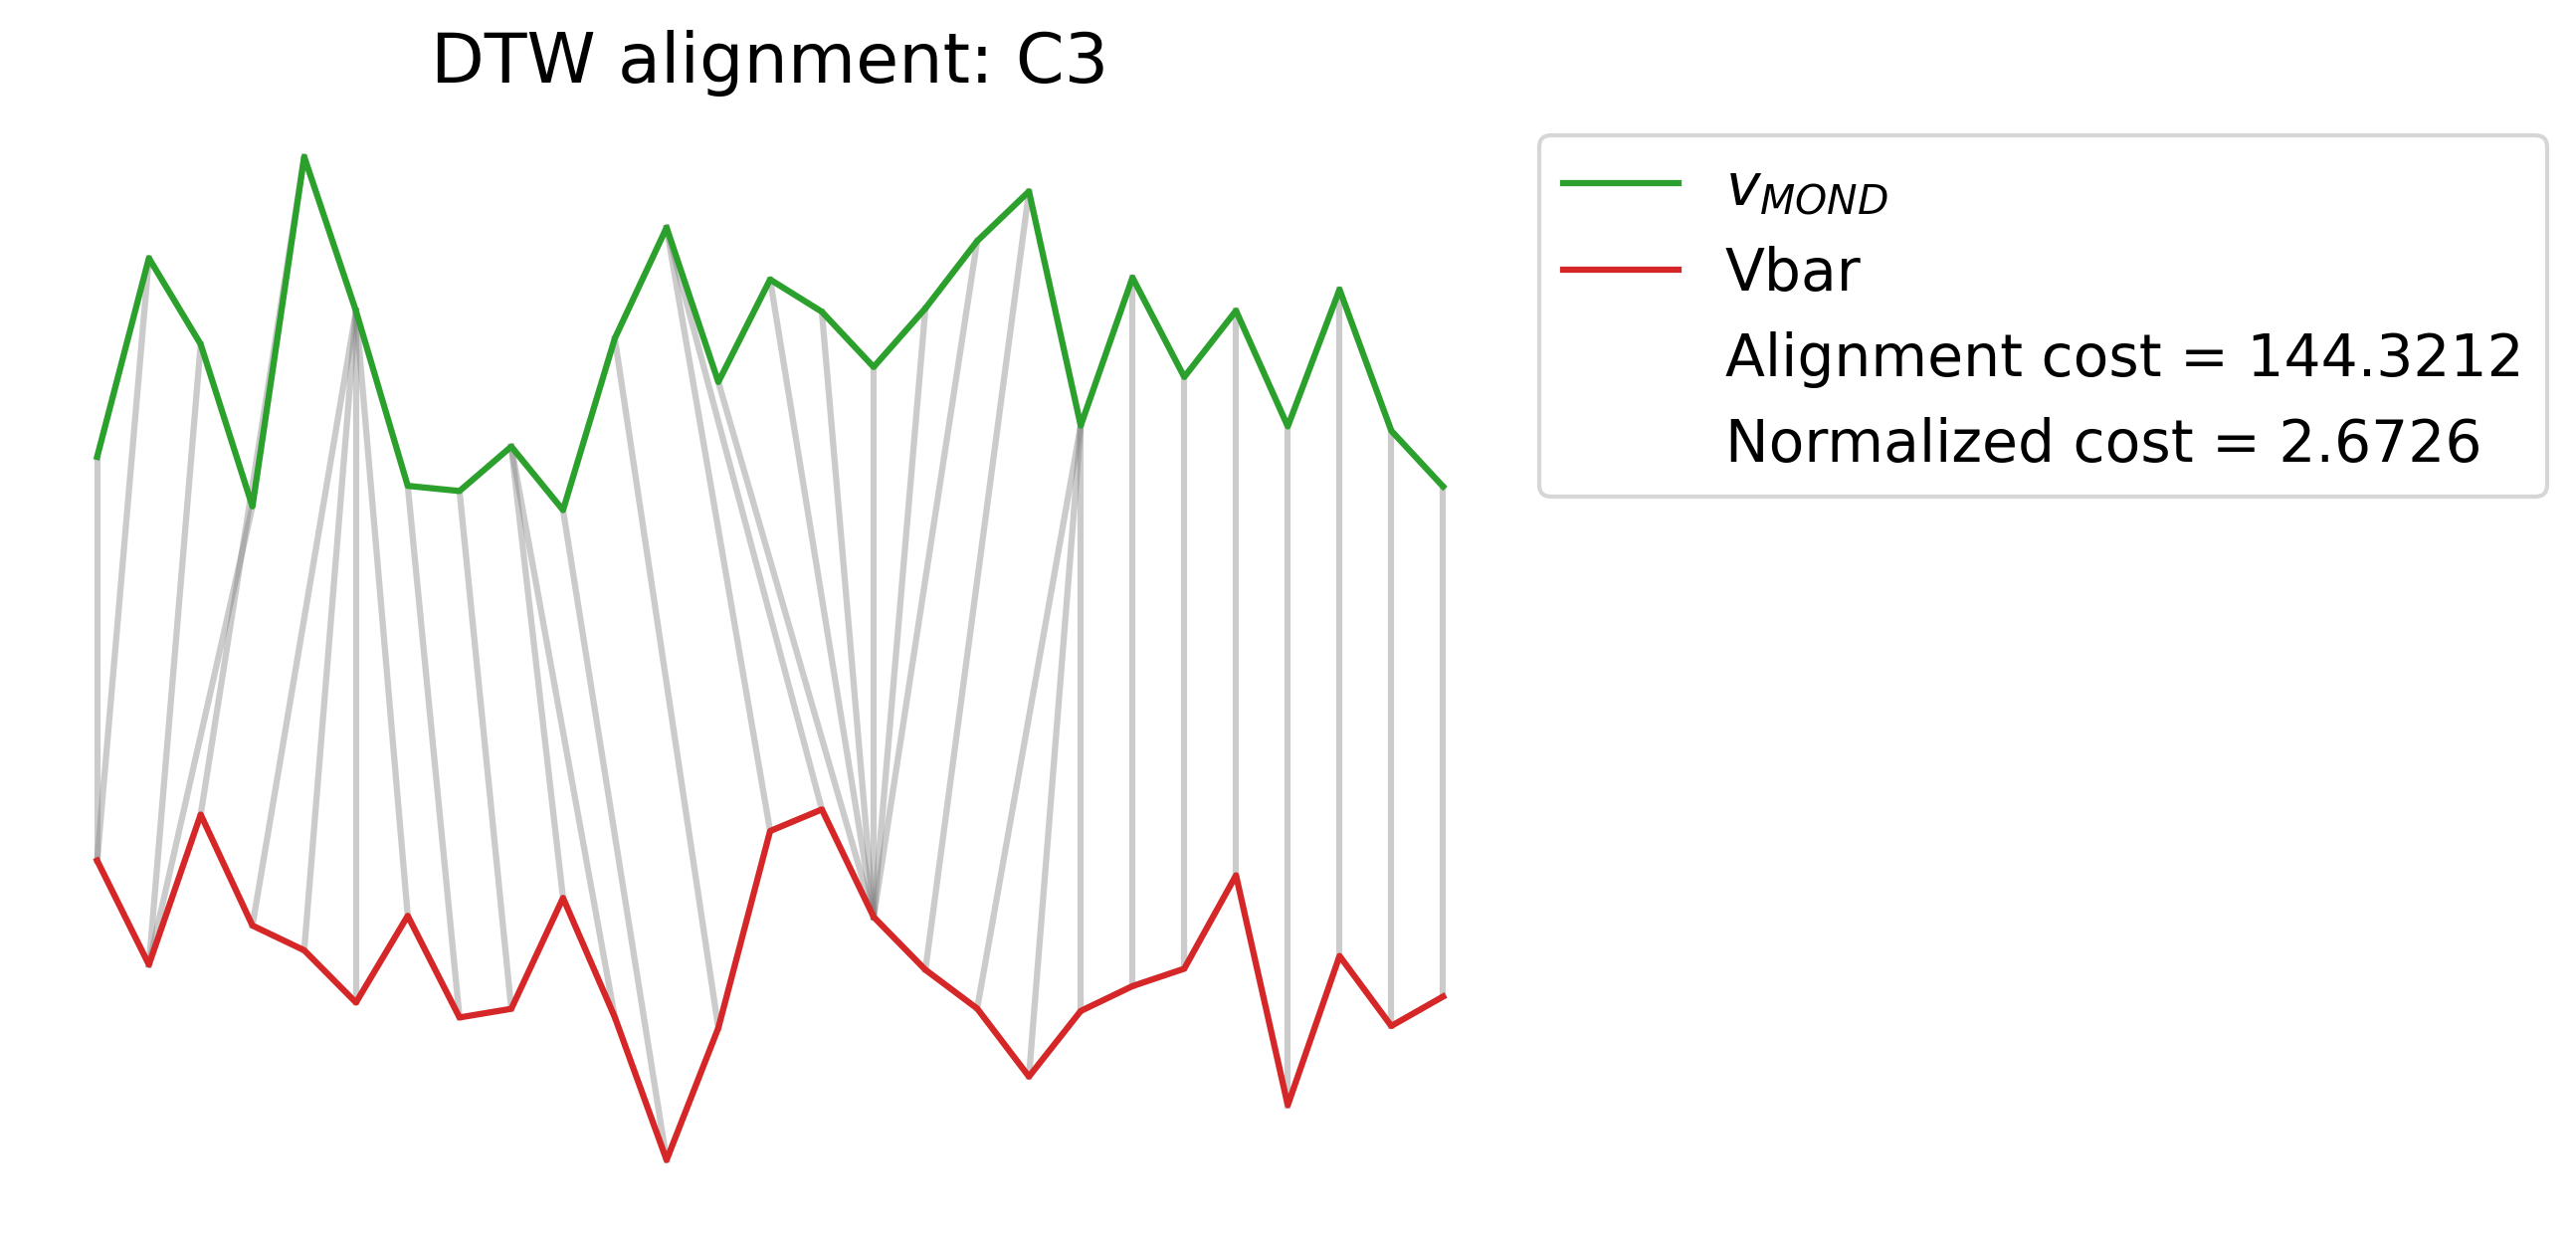 DTW alignment: C3
v_MOND
Vbar
Alignment cost = 144.3212
Normalized cost = 2.6726